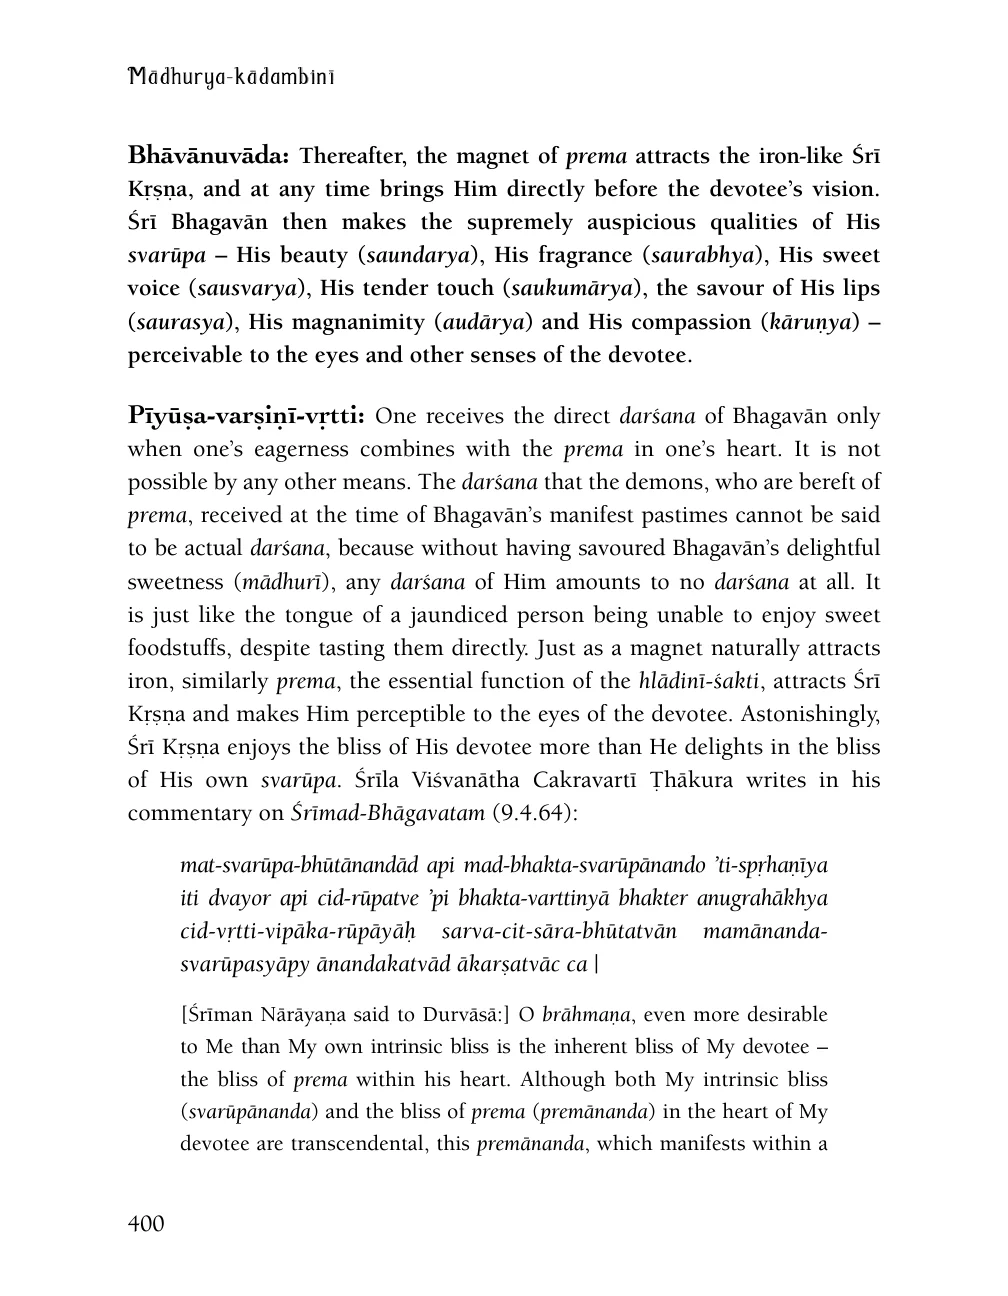 Mādhurya-kādambinī
Bhāvānuvāda: Thereafter, the magnet of prema attracts the iron-like Śrī
Kṛṣṇa, and at any time brings Him directly before the devotee’s vision.
Śrī Bhagavān then makes the supremely auspicious qualities of His
svarūpa – His beauty (saundarya), His fragrance (saurabhya), His sweet
voice (sausvarya), His tender touch (saukumārya), the savour of His lips
(saurasya), His magnanimity (audārya) and His compassion (kāruṇya) –
perceivable to the eyes and other senses of the devotee.
Pīyūṣa-varṣiṇī-vṛtti: One receives the direct darśana of Bhagavān only
when one’s eagerness combines with the prema in one’s heart. It is not
possible by any other means. The darśana that the demons, who are bereft of
prema, received at the time of Bhagavān’s manifest pastimes cannot be said
to be actual darśana, because without having savoured Bhagavān’s delightful
sweetness (mādhurī), any darśana of Him amounts to no darśana at all. It
is just like the tongue of a jaundiced person being unable to enjoy sweet
foodstuffs, despite tasting them directly. Just as a magnet naturally attracts
iron, similarly prema, the essential function of the hlādinī-śakti, attracts Śrī
Kṛṣṇa and makes Him perceptible to the eyes of the devotee. Astonishingly,
Śrī Kṛṣṇa enjoys the bliss of His devotee more than He delights in the bliss
of His own svarūpa. Śrīla Viśvanātha Cakravartī Ṭhākura writes in his
commentary on Śrīmad-Bhāgavatam (9.4.64):
mat-svarūpa-bhūtānandād api mad-bhakta-svarūpānando ’ti-spṛhaṇīya
iti dvayor api cid-rūpatve ’pi bhakta-varttinyā bhakter anugrahākhya
cid-vṛtti-vipāka-rūpāyāḥ sarva-cit-sāra-bhūtatvān mamānanda-
svarūpasyāpy ānandakatvād ākarṣatvāc ca |
[Śrīman Nārāyaṇa said to Durvāsā:] O brāhmaṇa, even more desirable
to Me than My own intrinsic bliss is the inherent bliss of My devotee –
the bliss of prema within his heart. Although both My intrinsic bliss
(svarūpānanda) and the bliss of prema (premānanda) in the heart of My
devotee are transcendental, this premānanda, which manifests within a
400